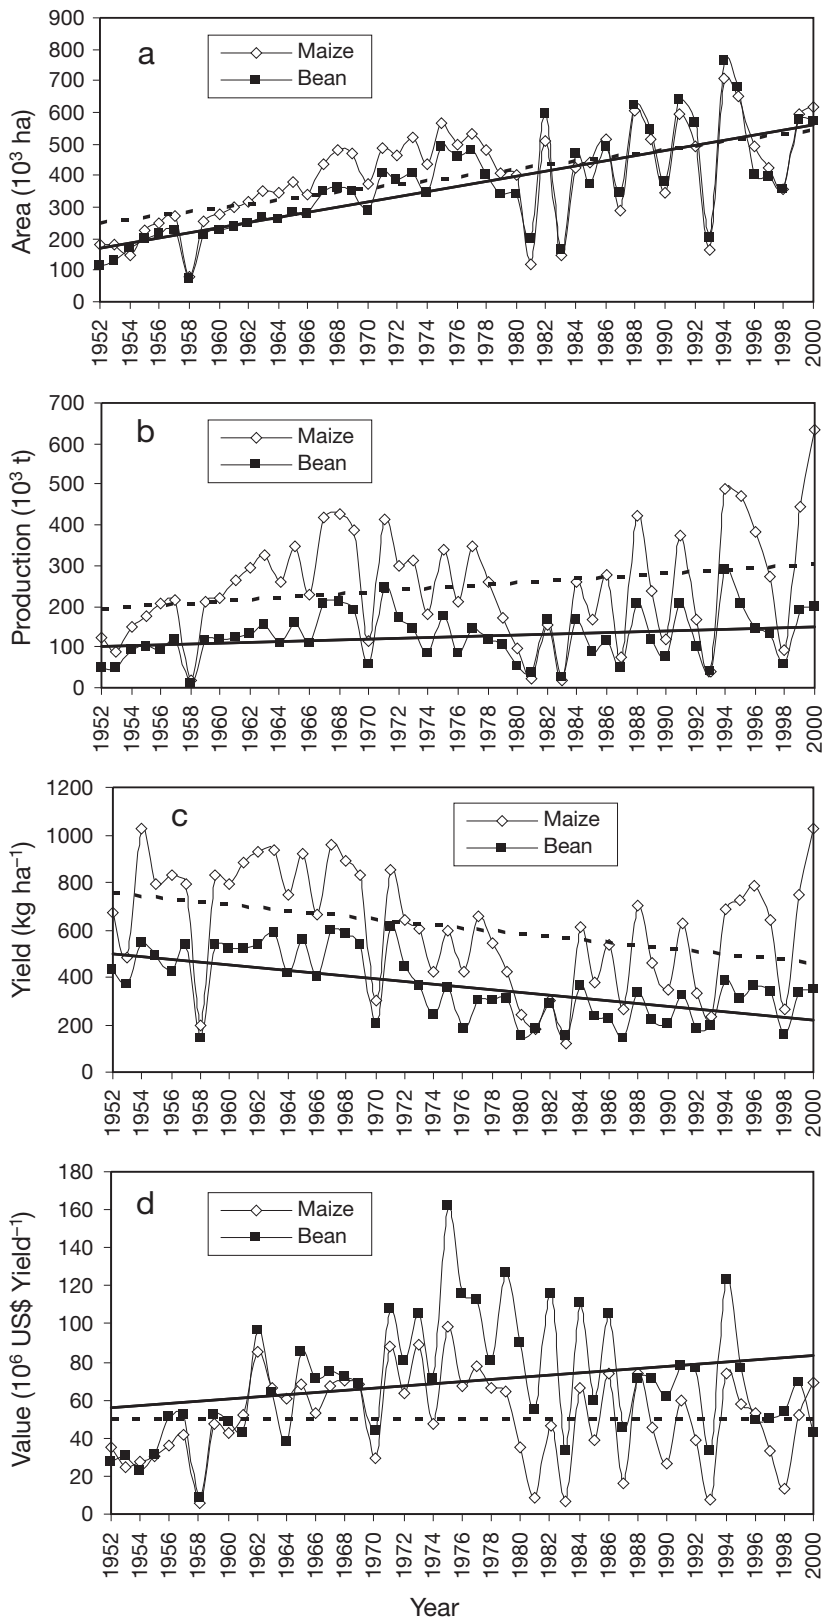 900
800
700
600
500
400
300
200
100
0
Area (10³ ha)
a
Maize
Bean
1952 1954 1956 1958 1960 1962 1964 1966 1968 1970 1972 1974 1976 1978 1980 1982 1984 1986 1988 1990 1992 1994 1996 1998 2000
700
600
500
400
300
200
100
0
Production (10³ t)
b
Maize
Bean
1952 1954 1956 1958 1960 1962 1964 1966 1968 1970 1972 1974 1976 1978 1980 1982 1984 1986 1988 1990 1992 1994 1996 1998 2000
1200
1000
800
600
400
200
0
Yield (kg ha⁻¹)
c
Maize
Bean
1952 1954 1956 1958 1960 1962 1964 1966 1968 1970 1972 1974 1976 1978 1980 1982 1984 1986 1988 1990 1992 1994 1996 1998 2000
180
160
140
120
100
80
60
40
20
0
Value (10⁶ US$ Yield⁻¹)
d
Maize
Bean
1952 1954 1956 1958 1960 1962 1964 1966 1968 1970 1972 1974 1976 1978 1980 1982 1984 1986 1988 1990 1992 1994 1996 1998 2000
Year